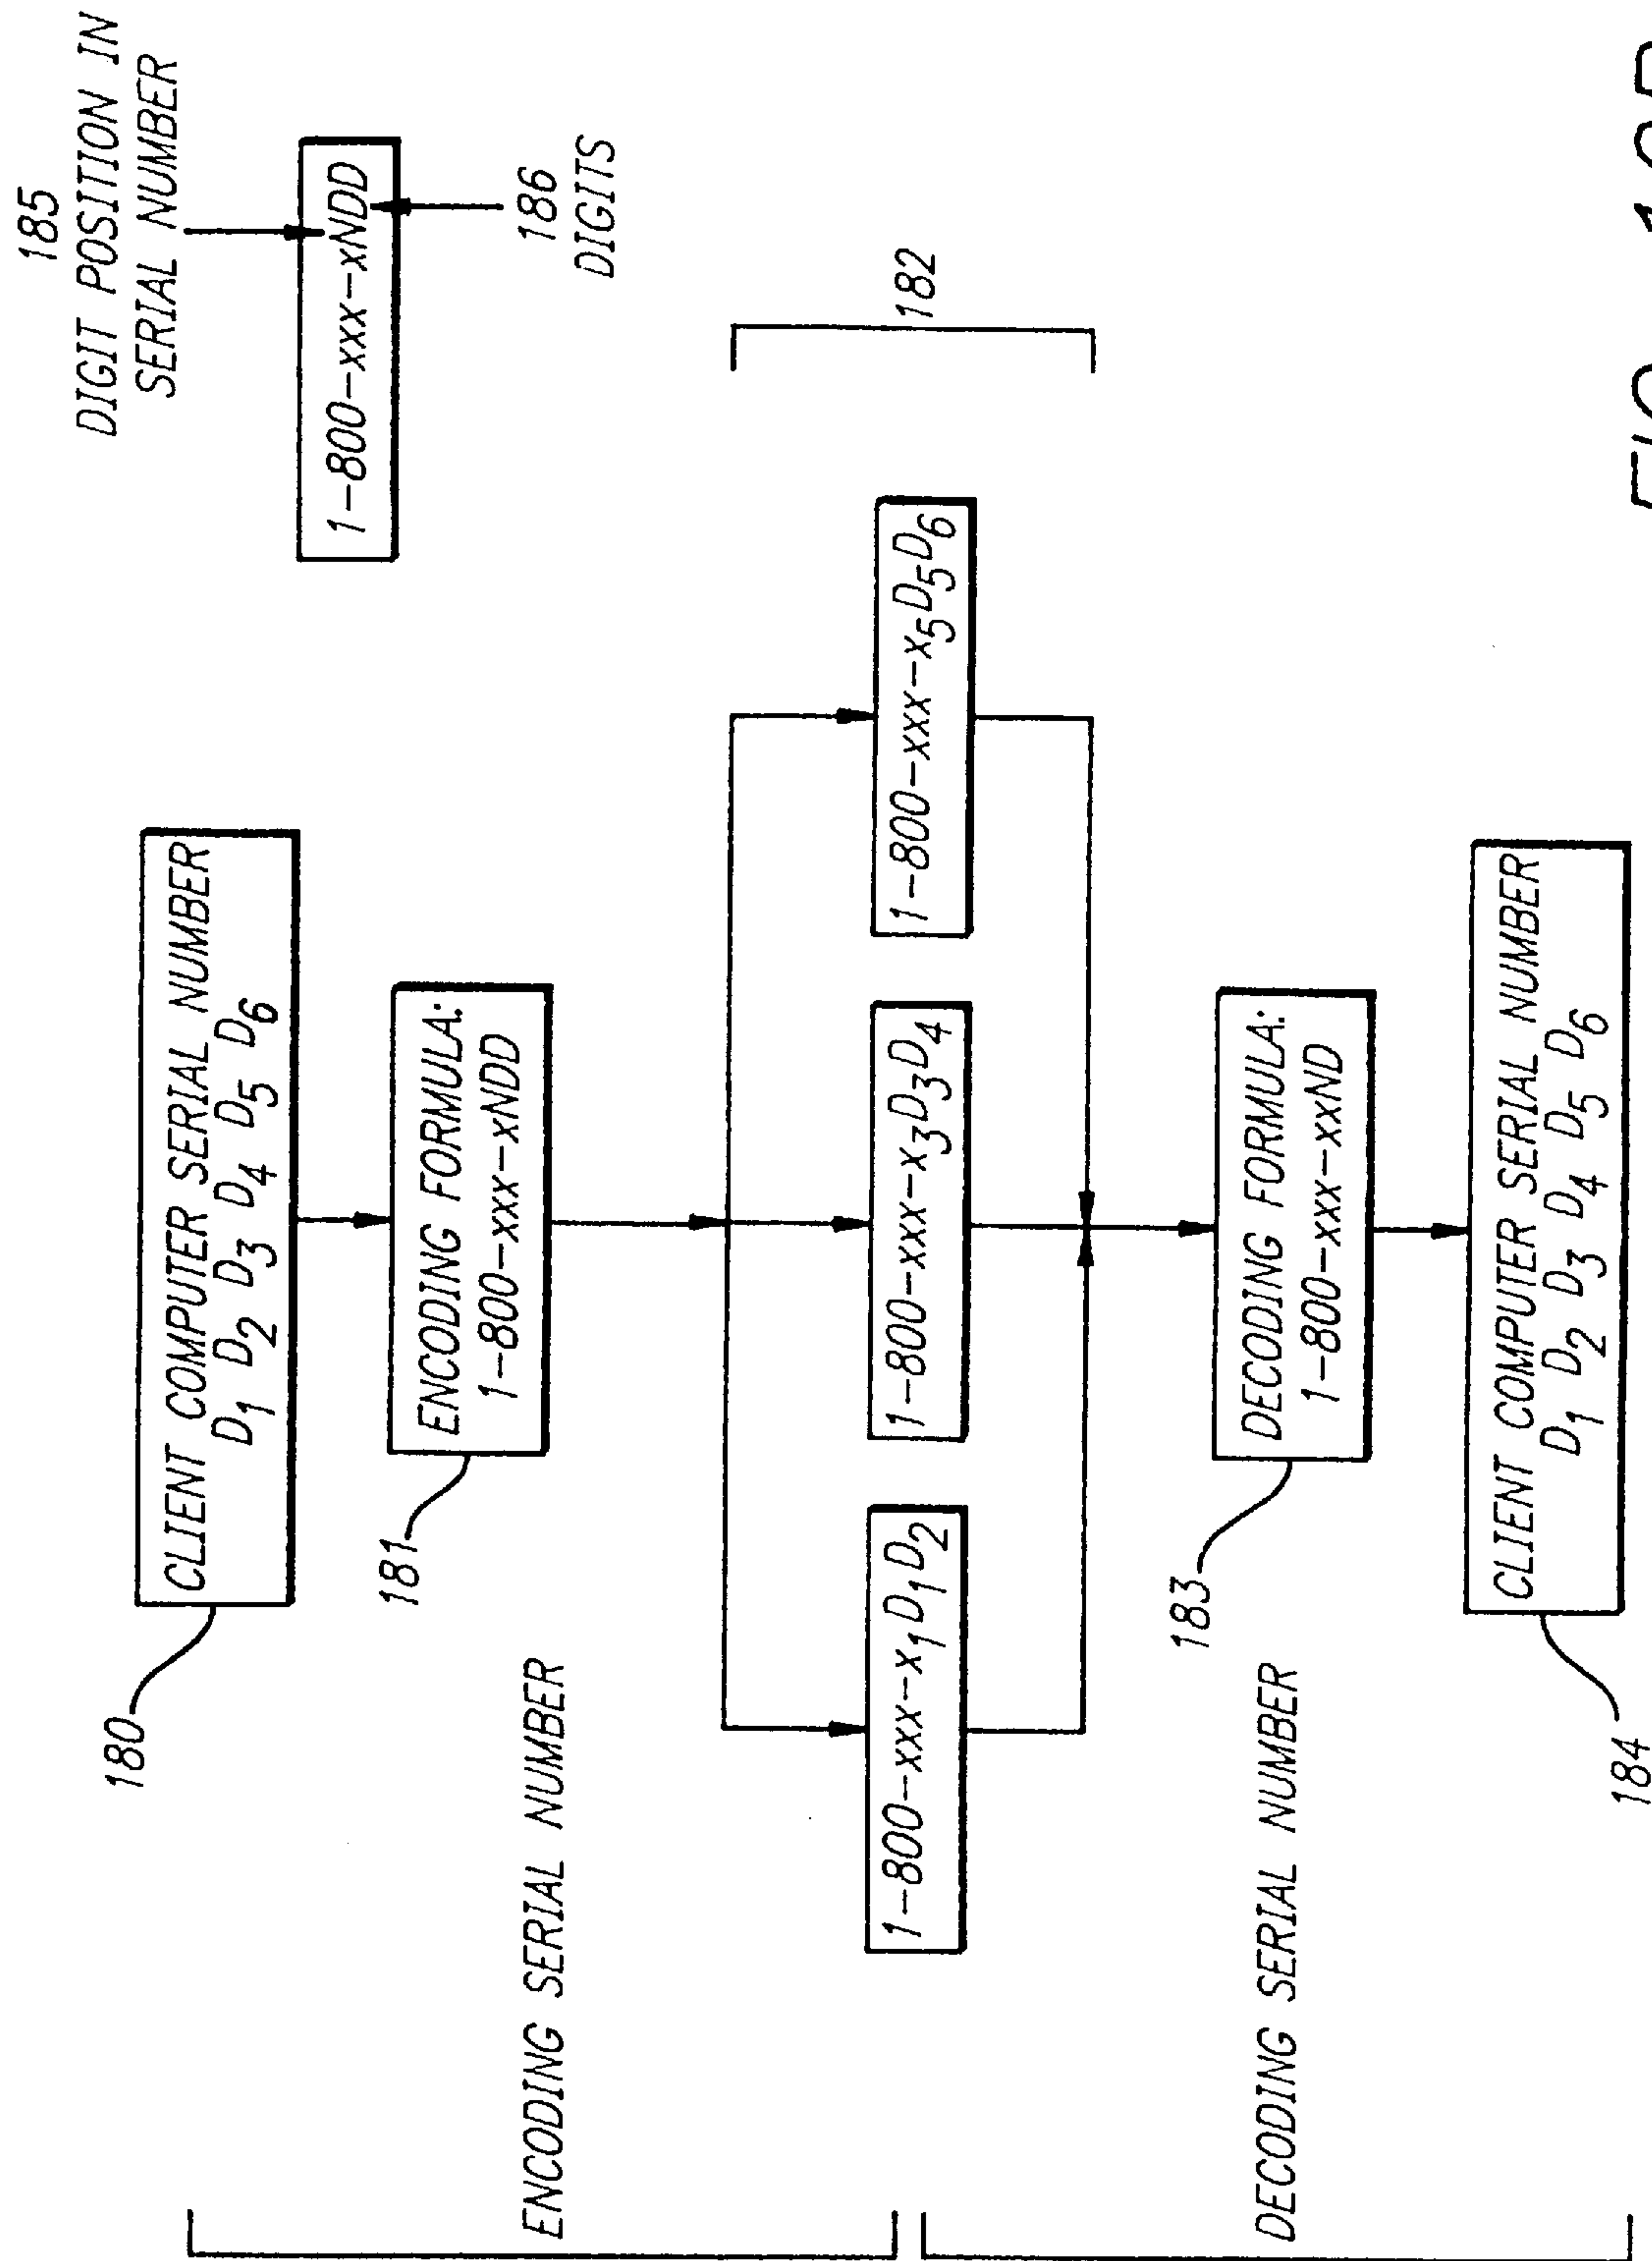 185
DIGIT POSITION IN
SERIAL NUMBER
1-800-xxx-xNDD
186
DIGITS
180
CLIENT COMPUTER SERIAL NUMBER
D₁ D₂ D₃ D₄ D₅ D₆
181
ENCODING FORMULA:
1-800-xxx-xNDD
ENCODING SERIAL NUMBER
1-800-xxx-x₁D₁D₂
1-800-xxx-x₃D₃D₄
1-800-xxx-x₅D₅D₆
182
183
DECODING FORMULA:
1-800-xxx-xxND
DECODING SERIAL NUMBER
184
CLIENT COMPUTER SERIAL NUMBER
D₁ D₂ D₃ D₄ D₅ D₆